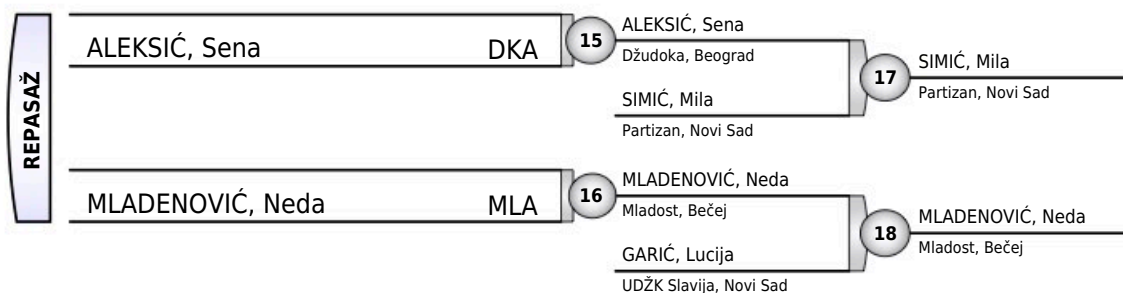 REPASAŽ
ALEKSIĆ, Sena DKA
15
ALEKSIĆ, Sena
Džudoka, Beograd
SIMIĆ, Mila
Partizan, Novi Sad
17
SIMIĆ, Mila
Partizan, Novi Sad
MLADENOVIĆ, Neda MLA
16
MLADENOVIĆ, Neda
Mladost, Bečej
GARIĆ, Lucija
UDŽK Slavija, Novi Sad
18
MLADENOVIĆ, Neda
Mladost, Bečej